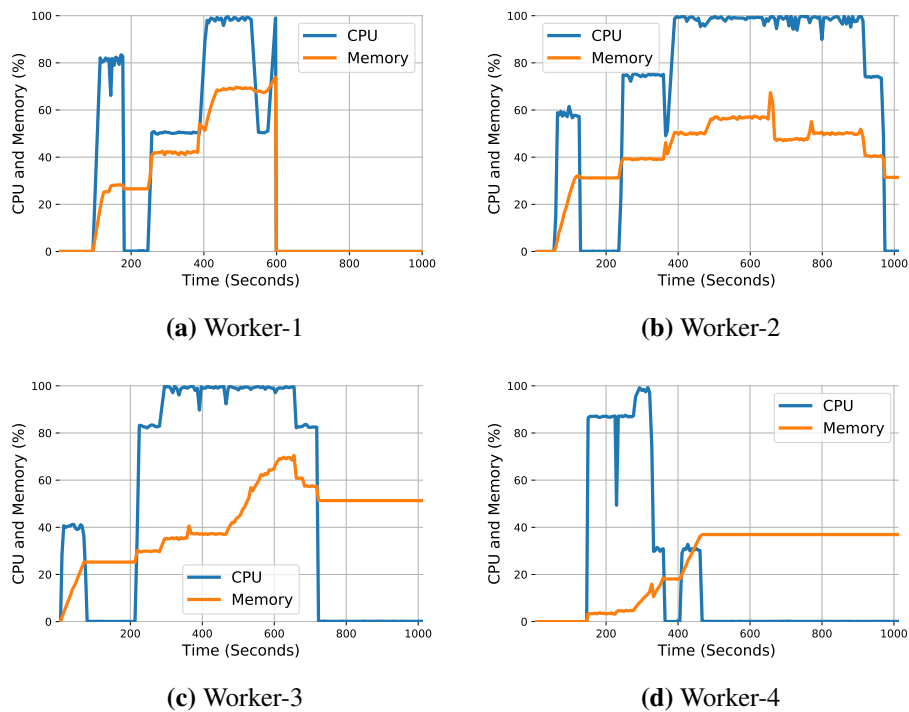 100
80
60
40
20
0
CPU and Memory (%)
CPU
Memory
200 400 600 800 1000
Time (Seconds)
(a) Worker-1
100
80
60
40
20
0
CPU and Memory (%)
CPU
Memory
200 400 600 800 1000
Time (Seconds)
(b) Worker-2
100
80
60
40
20
0
CPU and Memory (%)
CPU
Memory
200 400 600 800 1000
Time (Seconds)
(c) Worker-3
100
80
60
40
20
0
CPU and Memory (%)
CPU
Memory
200 400 600 800 1000
Time (Seconds)
(d) Worker-4